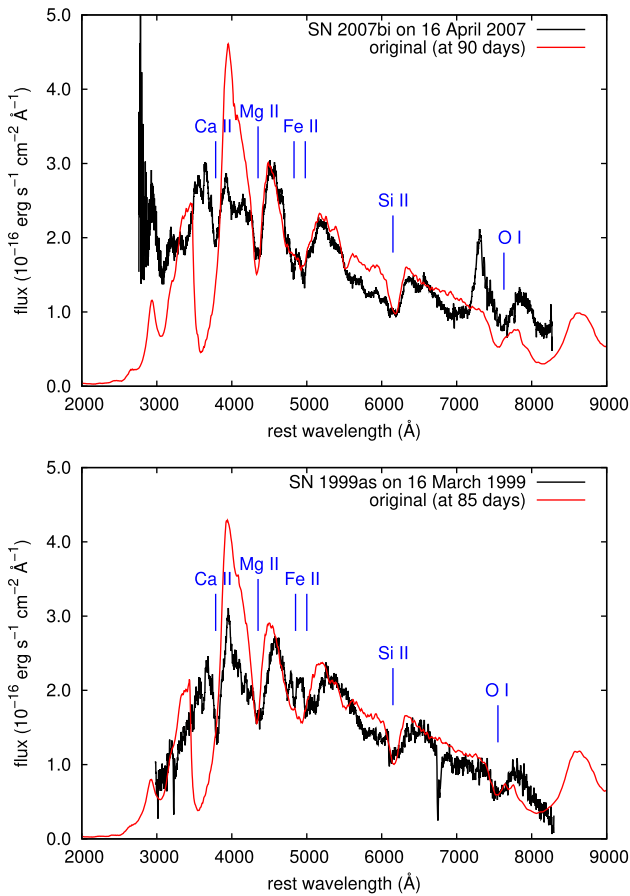 SN 2007bi on 16 April 2007
original (at 90 days)
5.0
4.0
3.0
2.0
1.0
0.0
flux (10−16 erg s−1 cm−2 Å−1)
Ca II
Mg II
Fe II
Si II
O I
2000 3000 4000 5000 6000 7000 8000 9000
rest wavelength (Å)
SN 1999as on 16 March 1999
original (at 85 days)
5.0
4.0
3.0
2.0
1.0
0.0
flux (10−16 erg s−1 cm−2 Å−1)
Ca II
Mg II
Fe II
Si II
O I
2000 3000 4000 5000 6000 7000 8000 9000
rest wavelength (Å)